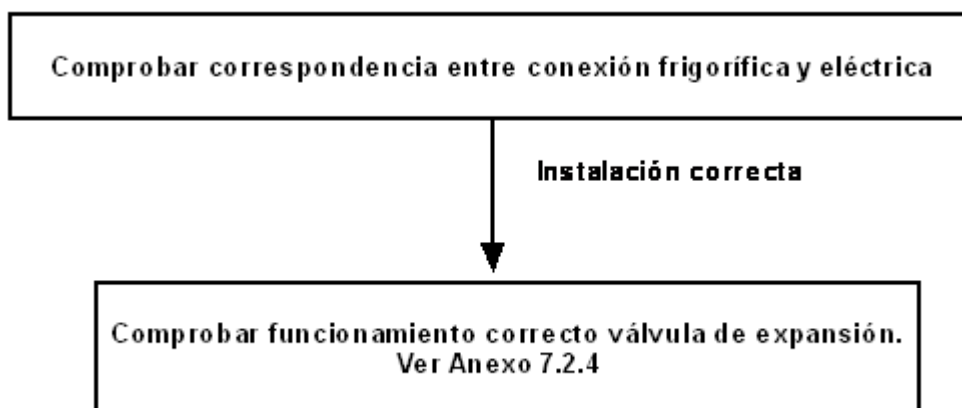 Comprobar correspondencia entre conexión frigorífica y eléctrica
Instalación correcta
Comprobar funcionamiento correcto válvula de expansión.
Ver Anexo 7.2.4